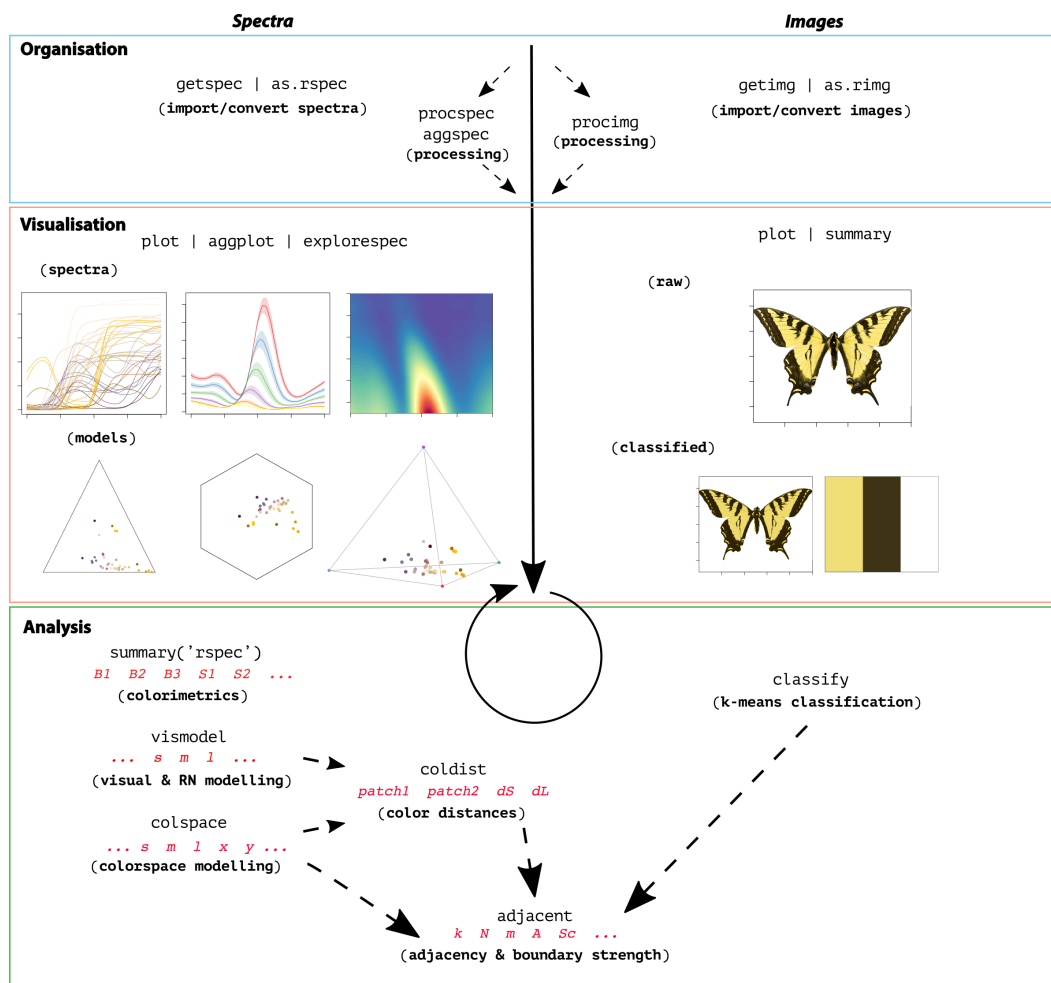 Spectra
Images
Organisation
getspec | as.rspec
(import/convert spectra)
procspec
aggspec
(processing)
procimg
(processing)
getimg | as.rimg
(import/convert images)
Visualisation
plot | aggplot | explorespec
(spectra)
(models)
plot | summary
(raw)
(classified)
Analysis
summary('rspec')
B1 B2 B3 S1 S2 ...
(colorimetrics)
vismodel
... s m l ...
(visual & RN modelling)
colspace
... s m l x y ...
(colorspace modelling)
coldist
patch1 patch2 dS dL
(color distances)
classify
(k-means classification)
adjacent
k N m A Sc ...
(adjacency & boundary strength)